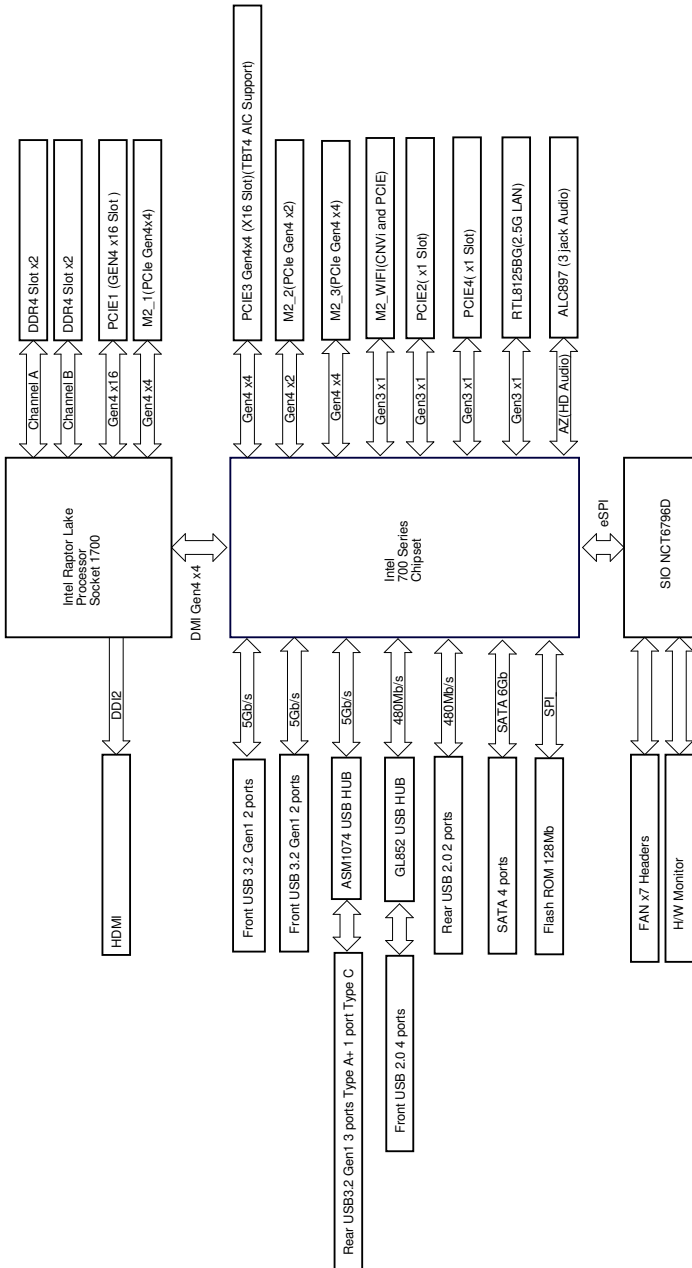 DDR4 Slot x2
DDR4 Slot x2
PCIE1 (GEN4 x16 Slot )
M2_1(PCIe Gen4x4)
PCIE3 Gen4x4 (X16 Slot)(TBT4 AIC Support)
M2_2(PCIe Gen4 x2)
M2_3(PCIe Gen4 x4)
M2_WIFI(CNVi and PCIE)
PCIE2( x1 Slot)
PCIE4( x1 Slot)
RTL8125BG(2.5G LAN)
ALC897 (3 jack Audio)
Channel A
Channel B
Gen4 x16
Gen4 x4
Gen4 x4
Gen4 x2
Gen4 x4
Gen3 x1
Gen3 x1
Gen3 x1
Gen3 x1
AZ(HD Audio)
Intel Raptor Lake
Processor
Socket 1700
DMI Gen4 x4
Intel
700 Series
Chipset
eSPI
SIO NCT6796D
DDI2
5Gb/s
5Gb/s
5Gb/s
480Mb/s
480Mb/s
SATA 6Gb
SPI_
HDMI
Front USB 3.2 Gen1 2 ports
Front USB 3.2 Gen1 2 ports
ASM1074 USB HUB
GL852 USB HUB
Rear USB 2.0 2 ports
SATA 4 ports
Flash ROM 128Mb
FAN x7 Headers
H/W Monitor
Rear USB3.2 Gen1 3 ports Type A+ 1 port Type C
Front USB 2.0 4 ports